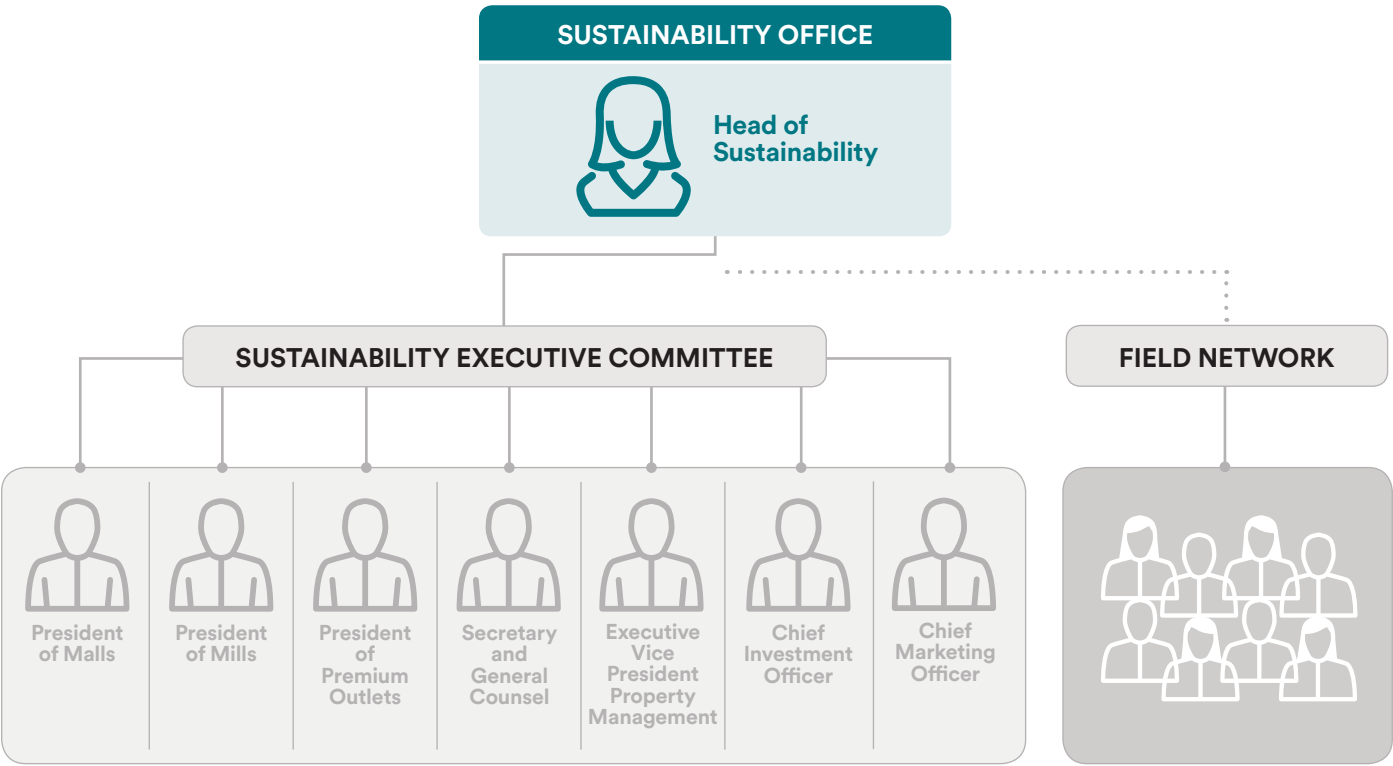 SUSTAINABILITY OFFICE
Head of
Sustainability
SUSTAINABILITY EXECUTIVE COMMITTEE
FIELD NETWORK
President
of Malls
President
of Mills
President
of
Premium
Outlets
Secretary
and
General
Counsel
Executive
Vice
President
Property
Management
Chief
Investment
Officer
Chief
Marketing
Officer